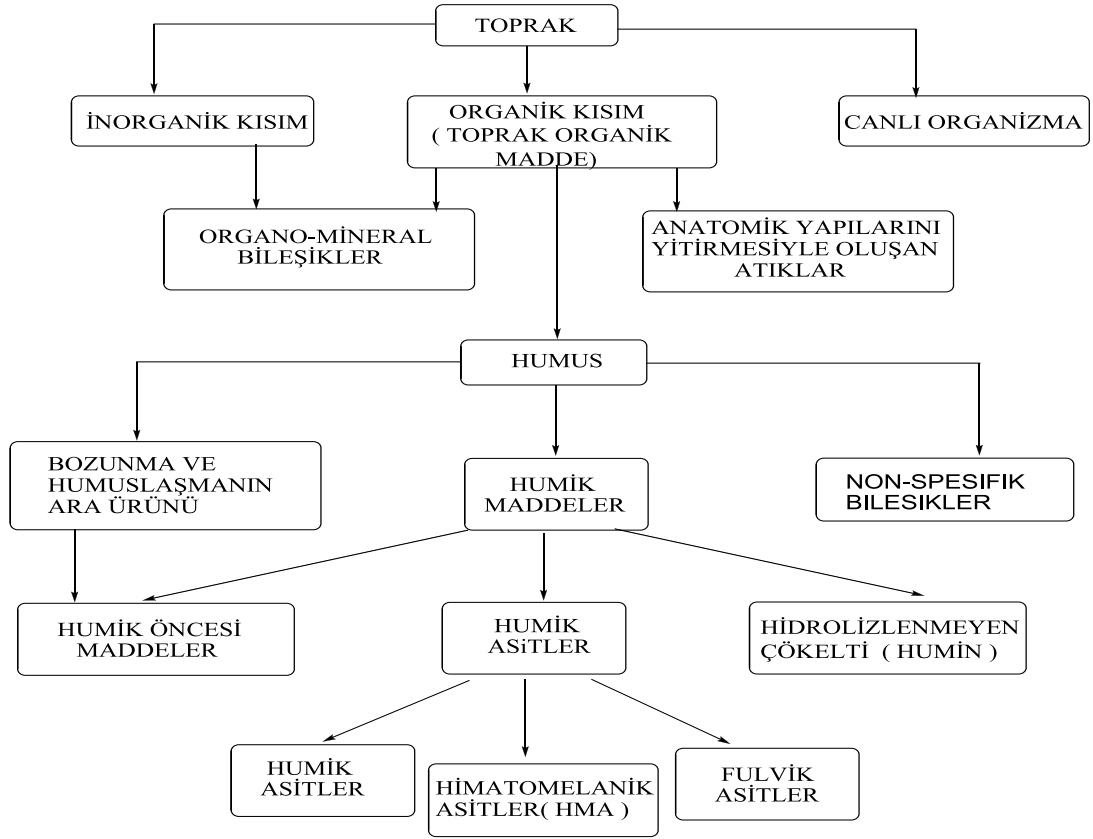 TOPRAK
İNORGANİK KISIM
ORGANİK KISIM
( TOPRAK ORGANİK
MADDE)
CANLI ORGANİZMA
ORGANO-MİNERAL
BİLEŞİKLER
ANATOMİK YAPILARINI
YİTİRMESİYLE OLUŞAN
ATIKLAR
HUMUS
BOZUNMA VE
HUMUSLAŞMANIN
ARA ÜRÜNÜ
HUMİK
MADDELER
NON-SPESIFIK
BILESIKLER
HUMİK ÖNCESİ
MADDELER
HUMİK
ASiTLER
HİDROLİZLENMEYEN
ÇÖKELTİ ( HUMİN )
HUMİK
ASİTLER
HİMATOMELANİK
ASİTLER( HMA )
FULVİK
ASİTLER